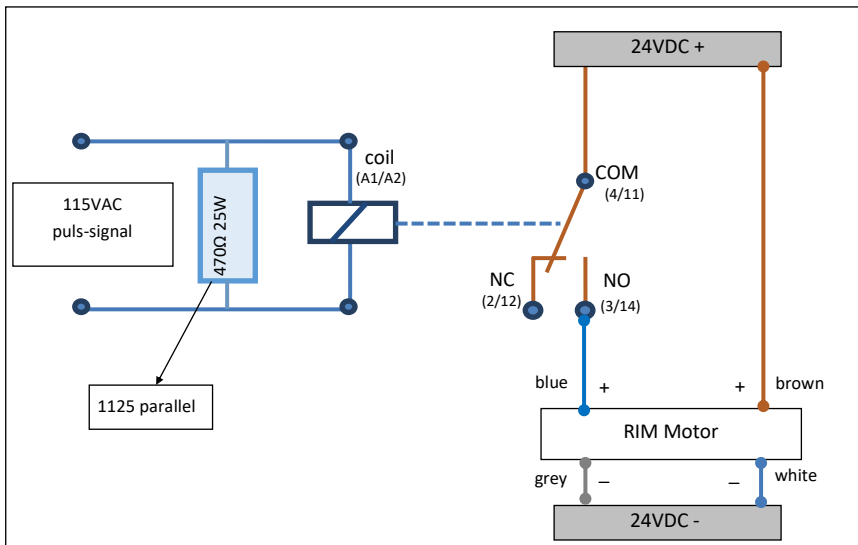 24VDC +
coil
(A1/A2)
COM
(4/11)
115VAC
puls-signal
470Ω 25W
NC
(2/12)
NO
(3/14)
1125 parallel
blue
+
+
brown
RIM Motor
grey
–
–
white
24VDC -